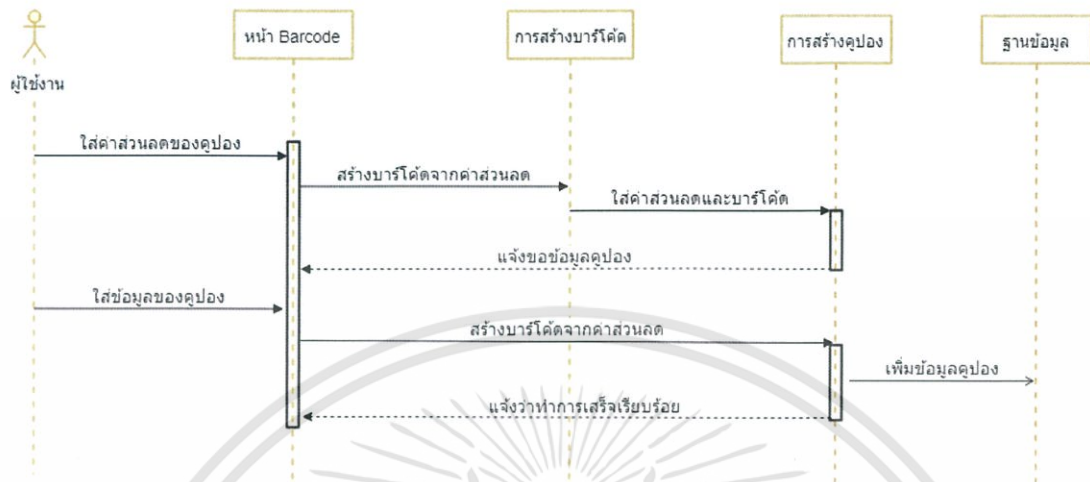 หน้า Barcode
การสร้างบาร์โค้ด
การสร้างคูปอง
ฐานข้อมูล
ผู้ใช้งาน
ใส่ค่าส่วนลดของคูปอง
สร้างบาร์โค้ดจากค่าส่วนลด
ใส่ค่าส่วนลดและบาร์โค้ด
แจ้งขอข้อมูลคูปอง
ใส่ข้อมูลของคูปอง
สร้างบาร์โค้ดจากค่าส่วนลด
เพิ่มข้อมูลคูปอง
แจ้งว่าทำการเสร็จเรียบร้อย